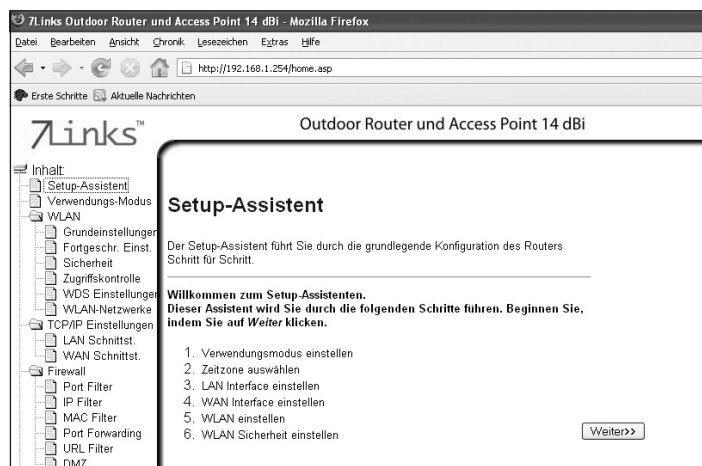 7Links Outdoor Router und Access Point 14 dBi - Mozilla Firefox
Datei Bearbeiten Ansicht Chronik Lesezeichen Extras Hilfe
http://192.168.1.254/home.asp
Erste Schritte Aktuelle Nachrichten
7Links™
Outdoor Router und Access Point 14 dBi
Inhalt:
Setup-Assistent
Verwendungs-Modus
WLAN
Grundeinstellungen
Fortgeschr. Einst.
Sicherheit
Zugriffskontrolle
WDS Einstellungen
WLAN-Netzwerke
TCP/IP Einstellungen
LAN Schnittst.
WAN Schnittst.
Firewall
Port Filter
IP Filter
MAC Filter
Port Forwarding
URL Filter
DMZ
Setup-Assistent
Der Setup-Assistent führt Sie durch die grundlegende Konfiguration des Routers
Schritt für Schritt.
Willkommen zum Setup-Assistenten.
Dieser Assistent wird Sie durch die folgenden Schritte führen. Beginnen Sie,
indem Sie auf Weiter klicken.
1. Verwendungsmodus einstellen
2. Zeitzone auswählen
3. LAN Interface einstellen
4. WAN Interface einstellen
5. WLAN einstellen
6. WLAN Sicherheit einstellen
Weiter>>